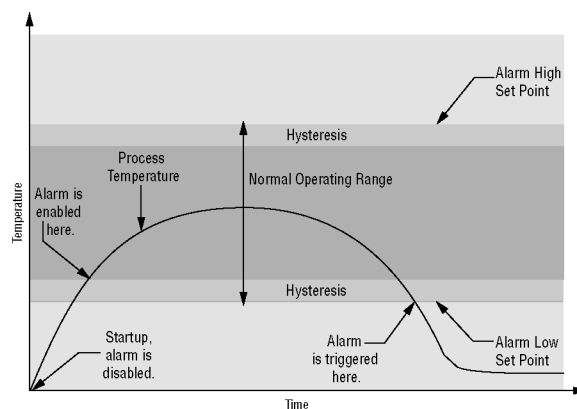 Alarm High
Set Point
Hysteresis
Process
Temperature
Normal Operating Range
Alarm is
enabled
here.
Temperature
Hysteresis
Startup,
alarm is
disabled.
Alarm
is triggered
here.
Alarm Low
Set Point
Time